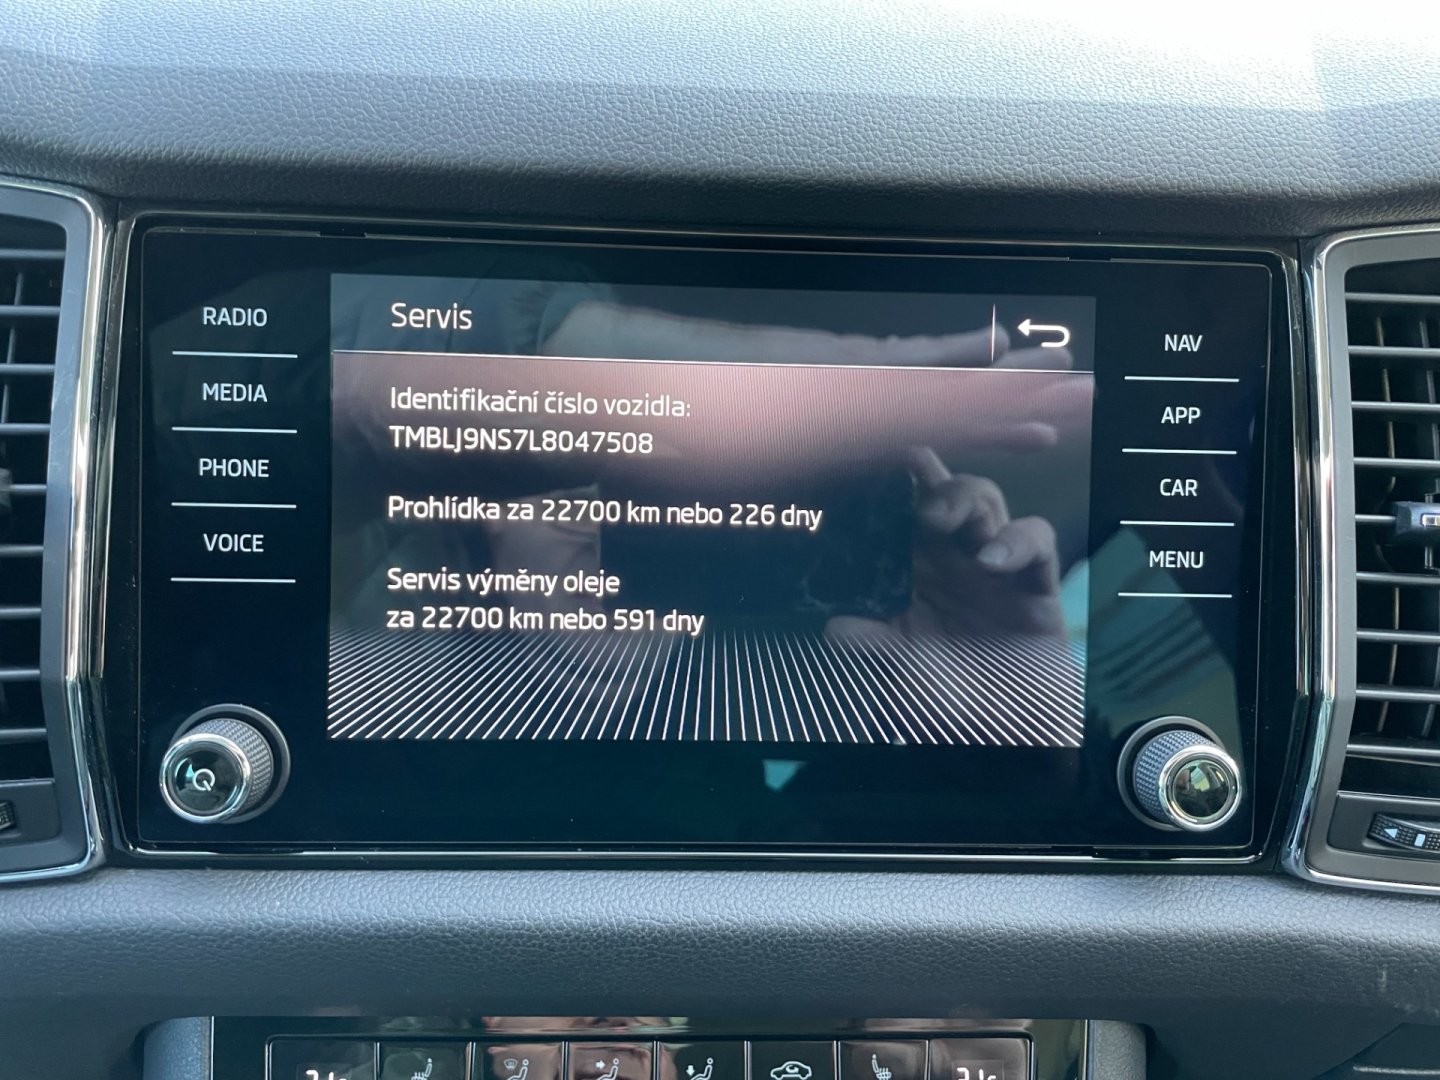 Servis
RADIO
MEDIA
PHONE
VOICE
Identifikační číslo vozidla:
TMBLJ9NS7L8047508
Prohlídka za 22700 km nebo 226 dny
Servis výměny oleje
za 22700 km nebo 591 dny
NAV
APP
CAR
MENU